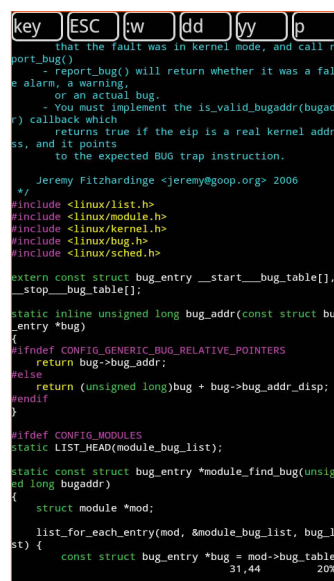 key ESC :w dd yy p
that the fault was in kernel mode, and call r
port_bug()
- report_bug() will return whether it was a fal
e alarm, a warning,
or an actual bug.
- You must implement the is_valid_bugaddr(bugad
r) callback which
returns true if the eip is a real kernel addr
ss, and it points
to the expected BUG trap instruction.
Jeremy Fitzhardinge <jeremy@goop.org> 2006
*/
#include <linux/list.h>
#include <linux/module.h>
#include <linux/kernel.h>
#include <linux/bug.h>
#include <linux/sched.h>
extern const struct bug_entry __start___bug_table[],
__stop___bug_table[];
static inline unsigned long bug_addr(const struct bu
_entry *bug)
{
#ifndef CONFIG_GENERIC_BUG_RELATIVE_POINTERS
return bug->bug_addr;
#else
return (unsigned long)bug + bug->bug_addr_disp;
#endif
}
#ifdef CONFIG_MODULES
static LIST_HEAD(module_bug_list);
static const struct bug_entry *module_find_bug(unsig
ed long bugaddr)
{
struct module *mod;
list_for_each_entry(mod, &module_bug_list, bug_l
st) {
const struct bug_entry *bug = mod->bug_table
31,44 20%